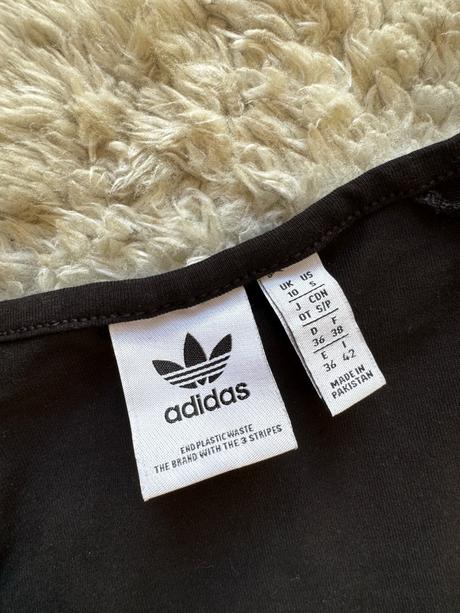 adidas
END PLASTIC WASTE
THE BRAND WITH THE 3 STRIPES
UK US
10 S
J CDN
OT S/P
D F
36 38
E I
36 42
MADE IN
PAKISTAN